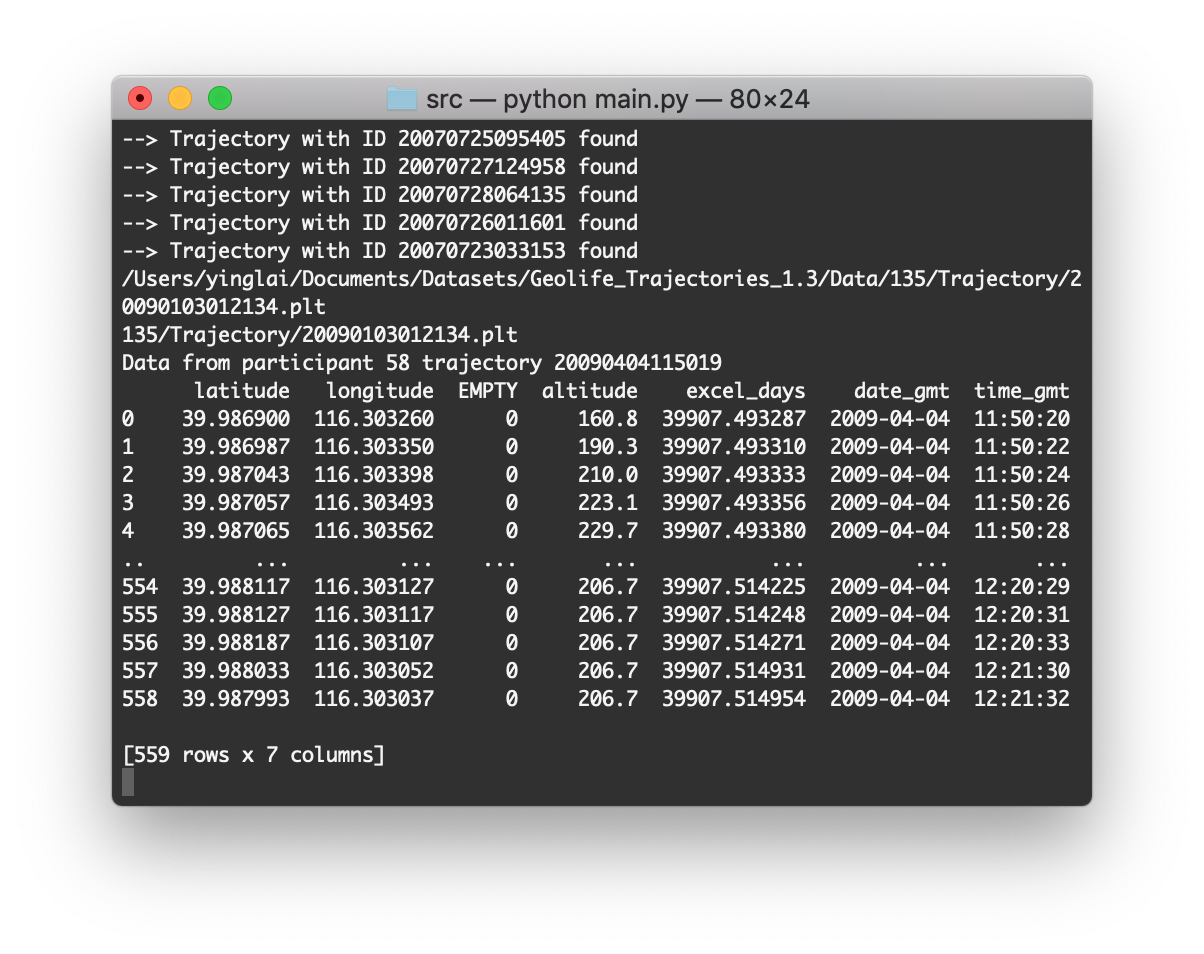 src — python main.py — 80×24
--> Trajectory with ID 20070725095405 found
--> Trajectory with ID 20070727124958 found
--> Trajectory with ID 20070728064135 found
--> Trajectory with ID 20070726011601 found
--> Trajectory with ID 20070723033153 found
/Users/yinglai/Documents/Datasets/Geolife_Trajectories_1.3/Data/135/Trajectory/2
0090103012134.plt
135/Trajectory/20090103012134.plt
Data from participant 58 trajectory 20090404115019
      latitude   longitude  EMPTY  altitude    excel_days    date_gmt  time_gmt
0    39.986900  116.303260      0     160.8  39907.493287  2009-04-04  11:50:20
1    39.986987  116.303350      0     190.3  39907.493310  2009-04-04  11:50:22
2    39.987043  116.303398      0     210.0  39907.493333  2009-04-04  11:50:24
3    39.987057  116.303493      0     223.1  39907.493356  2009-04-04  11:50:26
4    39.987065  116.303562      0     229.7  39907.493380  2009-04-04  11:50:28
..         ...         ...    ...       ...           ...         ...       ...
554  39.988117  116.303127      0     206.7  39907.514225  2009-04-04  12:20:29
555  39.988127  116.303117      0     206.7  39907.514248  2009-04-04  12:20:31
556  39.988187  116.303107      0     206.7  39907.514271  2009-04-04  12:20:33
557  39.988033  116.303052      0     206.7  39907.514931  2009-04-04  12:21:30
558  39.987993  116.303037      0     206.7  39907.514954  2009-04-04  12:21:32
[559 rows x 7 columns]